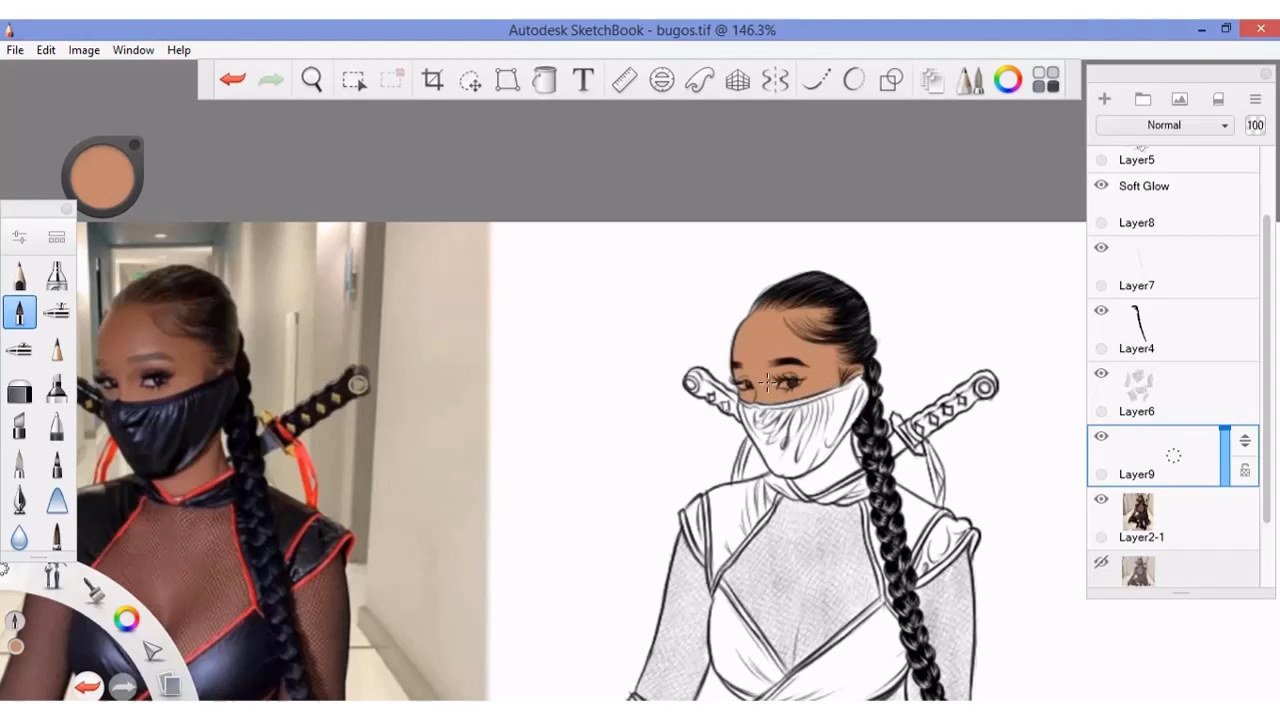 Autodesk SketchBook - bugos.tif @ 146.3%
File Edit Image Window Help
T
Normal 100
Layer5
Soft Glow
Layer8
Layer7
Layer4
Layer6
Layer9
Layer2-1